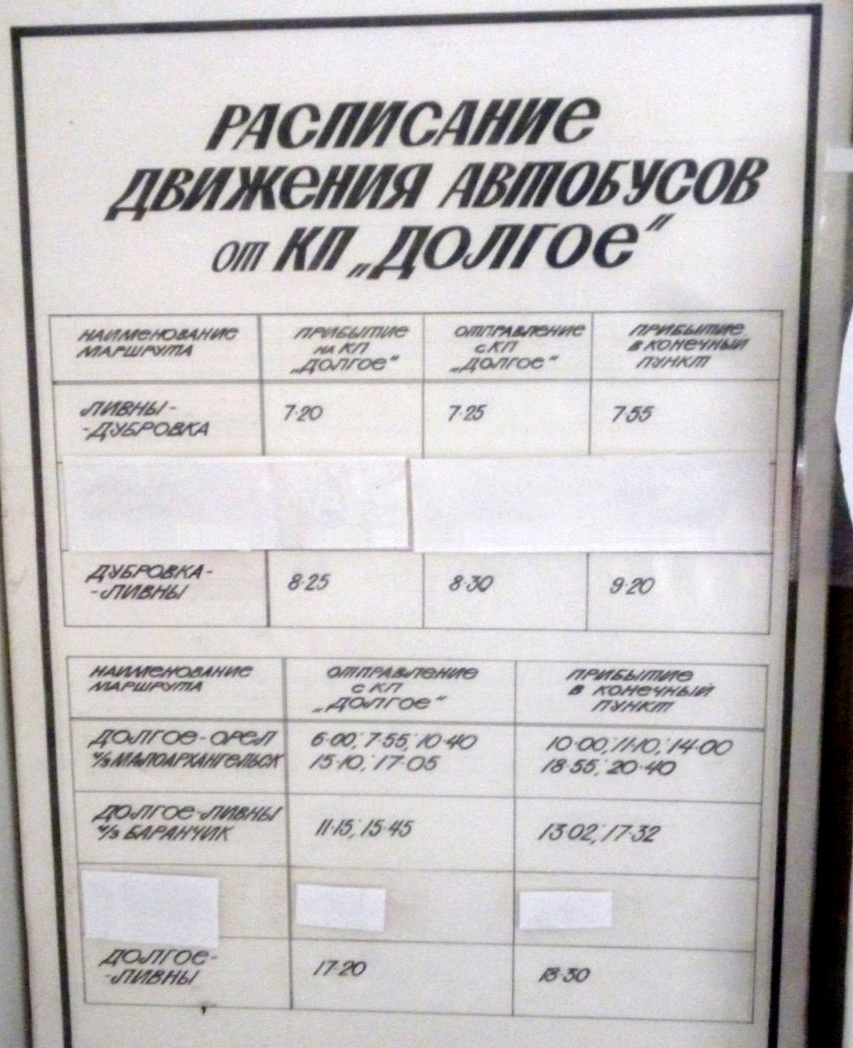 РАСПИСАНИЕ
ДВИЖЕНИЯ АВТОБУСОВ
от КП „ДОЛГОЕ“
НАИМЕНОВАНИЕ
МАРШРУТА
ПРИБЫТИЕ
НА КП
„ДОЛГОЕ“
ОТПРАВЛЕНИЕ
С КП
„ДОЛГОЕ“
ПРИБЫТИЕ
В КОНЕЧНЫЙ
ПУНКТ
ЛИВНЫ-
-ДУБРОВКА
7·20
7·25
7·55
ДУБРОВКА-
-ЛИВНЫ
8·25
8·30
9·20
НАИМЕНОВАНИЕ
МАРШРУТА
ОТПРАВЛЕНИЕ
С КП
„ДОЛГОЕ“
ПРИБЫТИЕ
В КОНЕЧНЫЙ
ПУНКТ
ДОЛГОЕ-ОРЕЛ
Ч/З МАЛОАРХАНГЕЛЬСК
6·00; 7·55; 10·40
15·10; 17·05
10·00; 11·10; 14·00
18·55; 20·40
ДОЛГОЕ-ЛИВНЫ
Ч/З БАРАНЧИК
11·15; 15·45
13·02; 17·32
ДОЛГОЕ-
-ЛИВНЫ
17·20
18·30